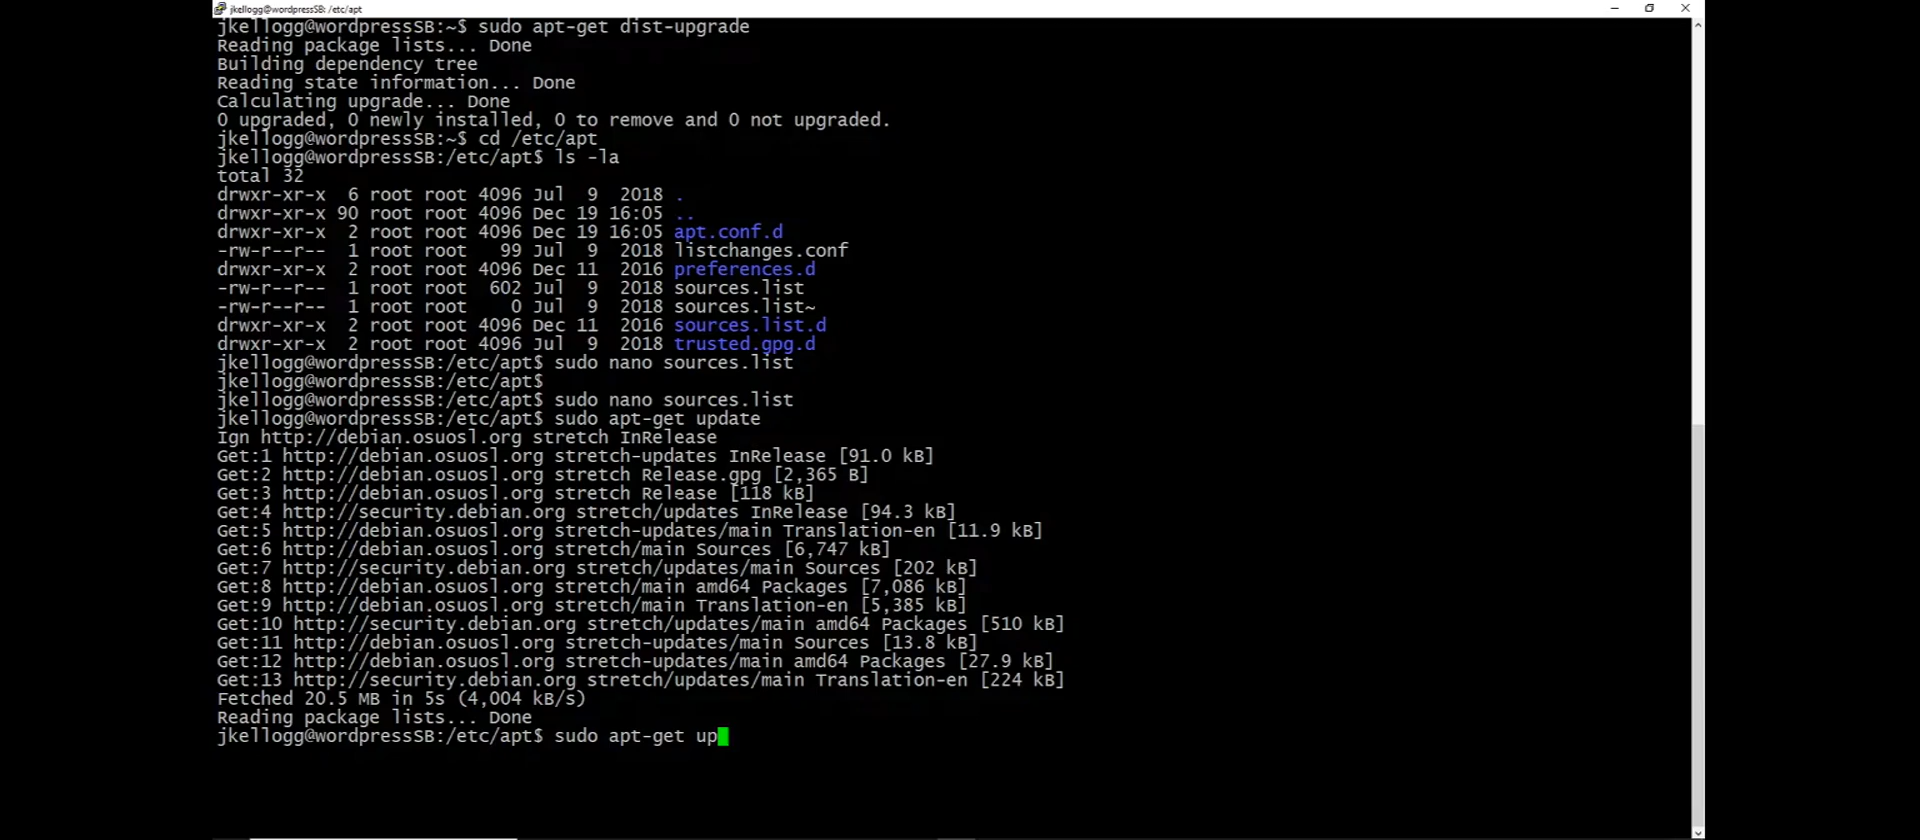 jkellogg@wordpressSB: /etc/apt
jkellogg@wordpressSB:~$ sudo apt-get dist-upgrade
Reading package lists... Done
Building dependency tree
Reading state information... Done
Calculating upgrade... Done
0 upgraded, 0 newly installed, 0 to remove and 0 not upgraded.
jkellogg@wordpressSB:~$ cd /etc/apt
jkellogg@wordpressSB:/etc/apt$ ls -la
total 32
drwxr-xr-x  6 root root 4096 Jul  9  2018 .
drwxr-xr-x 90 root root 4096 Dec 19 16:05 ..
drwxr-xr-x  2 root root 4096 Dec 19 16:05 apt.conf.d
-rw-r--r--  1 root root   99 Jul  9  2018 listchanges.conf
drwxr-xr-x  2 root root 4096 Dec 11  2016 preferences.d
-rw-r--r--  1 root root  602 Jul  9  2018 sources.list
-rw-r--r--  1 root root    0 Jul  9  2018 sources.list~
drwxr-xr-x  2 root root 4096 Dec 11  2016 sources.list.d
drwxr-xr-x  2 root root 4096 Jul  9  2018 trusted.gpg.d
jkellogg@wordpressSB:/etc/apt$ sudo nano sources.list
jkellogg@wordpressSB:/etc/apt$
jkellogg@wordpressSB:/etc/apt$ sudo nano sources.list
jkellogg@wordpressSB:/etc/apt$ sudo apt-get update
Ign http://debian.osuosl.org stretch InRelease
Get:1 http://debian.osuosl.org stretch-updates InRelease [91.0 kB]
Get:2 http://debian.osuosl.org stretch Release.gpg [2,365 B]
Get:3 http://debian.osuosl.org stretch Release [118 kB]
Get:4 http://security.debian.org stretch/updates InRelease [94.3 kB]
Get:5 http://debian.osuosl.org stretch-updates/main Translation-en [11.9 kB]
Get:6 http://debian.osuosl.org stretch/main Sources [6,747 kB]
Get:7 http://security.debian.org stretch/updates/main Sources [202 kB]
Get:8 http://debian.osuosl.org stretch/main amd64 Packages [7,086 kB]
Get:9 http://debian.osuosl.org stretch/main Translation-en [5,385 kB]
Get:10 http://security.debian.org stretch/updates/main amd64 Packages [510 kB]
Get:11 http://debian.osuosl.org stretch-updates/main Sources [13.8 kB]
Get:12 http://debian.osuosl.org stretch-updates/main amd64 Packages [27.9 kB]
Get:13 http://security.debian.org stretch/updates/main Translation-en [224 kB]
Fetched 20.5 MB in 5s (4,004 kB/s)
Reading package lists... Done
jkellogg@wordpressSB:/etc/apt$ sudo apt-get up